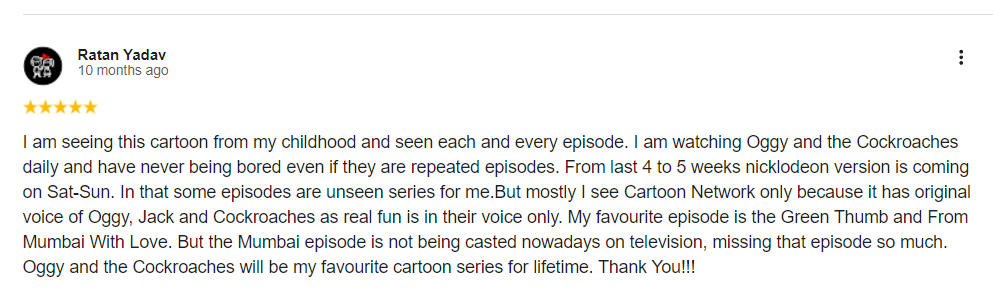 Ratan Yadav
10 months ago
I am seeing this cartoon from my childhood and seen each and every episode. I am watching Oggy and the Cockroaches
daily and have never being bored even if they are repeated episodes. From last 4 to 5 weeks nicklodeon version is coming
on Sat-Sun. In that some episodes are unseen series for me.But mostly I see Cartoon Network only because it has original
voice of Oggy, Jack and Cockroaches as real fun is in their voice only. My favourite episode is the Green Thumb and From
Mumbai With Love. But the Mumbai episode is not being casted nowadays on television, missing that episode so much.
Oggy and the Cockroaches will be my favourite cartoon series for lifetime. Thank You!!!